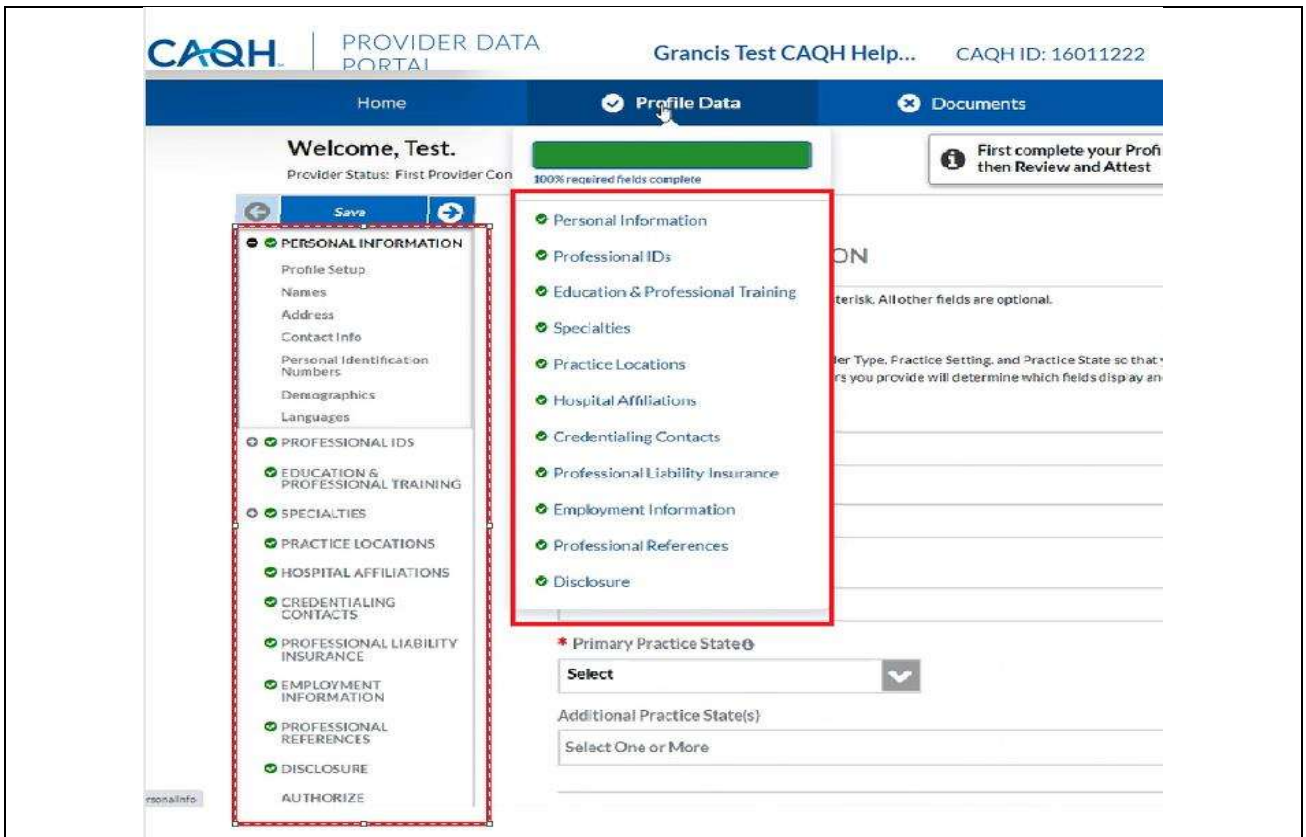 CAQH
PROVIDER DATA
PORTAL
Grancis Test CAQH Help...
CAQH ID: 16011222
Home
Profile Data
Documents
Welcome, Test.
Provider Status: First Provider Con
100% required fields complete
First complete your Profi
then Review and Attest
Save
PERSONAL INFORMATION
Profile Setup
Names
Address
Contact Info
Personal Identification
Numbers
Demographics
Languages
PROFESSIONAL IDS
EDUCATION &
PROFESSIONAL TRAINING
SPECIALTIES
PRACTICE LOCATIONS
HOSPITAL AFFILIATIONS
CREDENTIALING
CONTACTS
PROFESSIONAL LIABILITY
INSURANCE
EMPLOYMENT
INFORMATION
PROFESSIONAL
REFERENCES
DISCLOSURE
AUTHORIZE
Personal Information
Professional IDs
Education & Professional Training
Specialties
Practice Locations
Hospital Affiliations
Credentialing Contacts
Professional Liability Insurance
Employment Information
Professional References
Disclosure
ON
terisk. All other fields are optional.
der Type, Practice Setting, and Practice State so that
rs you provide will determine which fields display an
* Primary Practice State
Select
Additional Practice State(s)
Select One or More
rsonalInfo